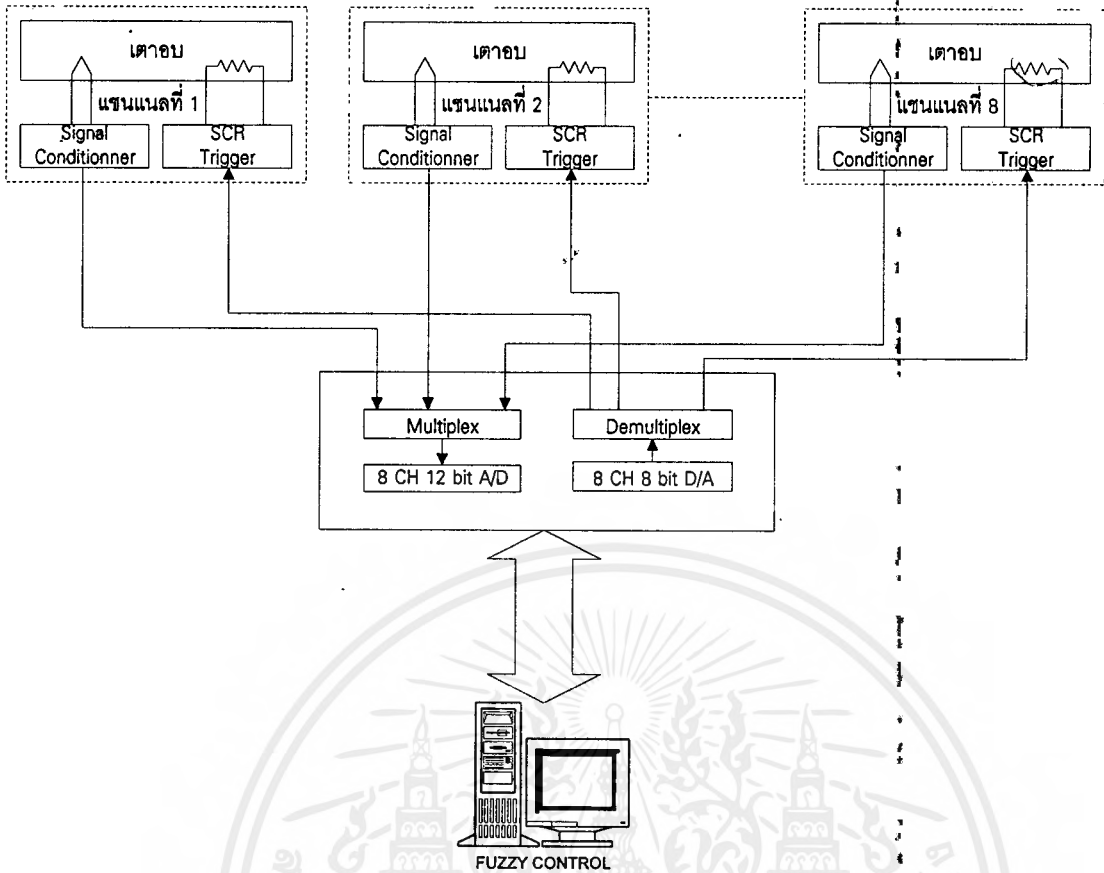 เตาอบ
แชนแนลที่ 1
Signal
Conditionner
SCR
Trigger
เตาอบ
แชนแนลที่ 2
Signal
Conditionner
SCR
Trigger
เตาอบ
แชนแนลที่ 8
Signal
Conditionner
SCR
Trigger
Multiplex
Demultiplex
8 CH 12 bit A/D
8 CH 8 bit D/A
FUZZY CONTROL